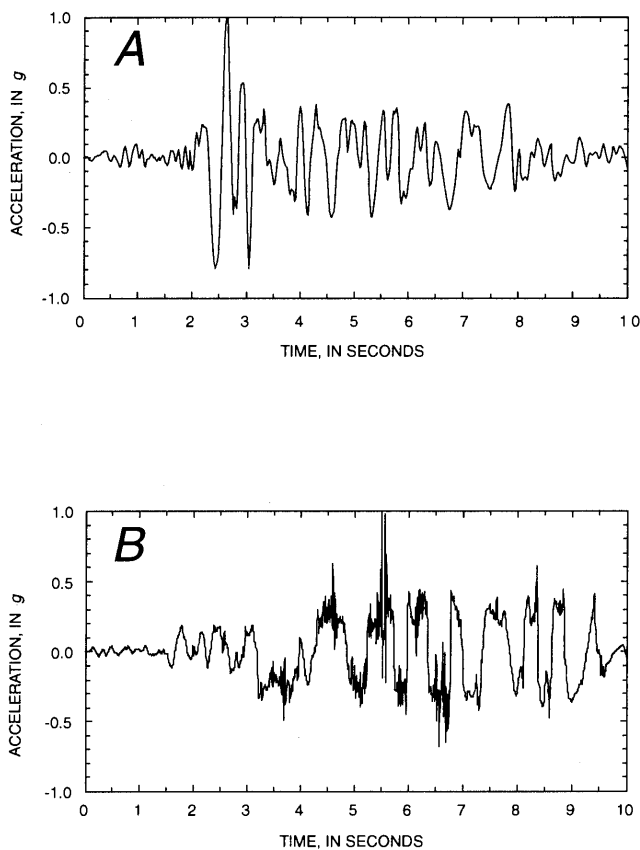 A
ACCELERATION, IN g
1.0
0.5
0.0
-0.5
-1.0
0 1 2 3 4 5 6 7 8 9 10
TIME, IN SECONDS
B
ACCELERATION, IN g
1.0
0.5
0.0
-0.5
-1.0
0 1 2 3 4 5 6 7 8 9 10
TIME, IN SECONDS